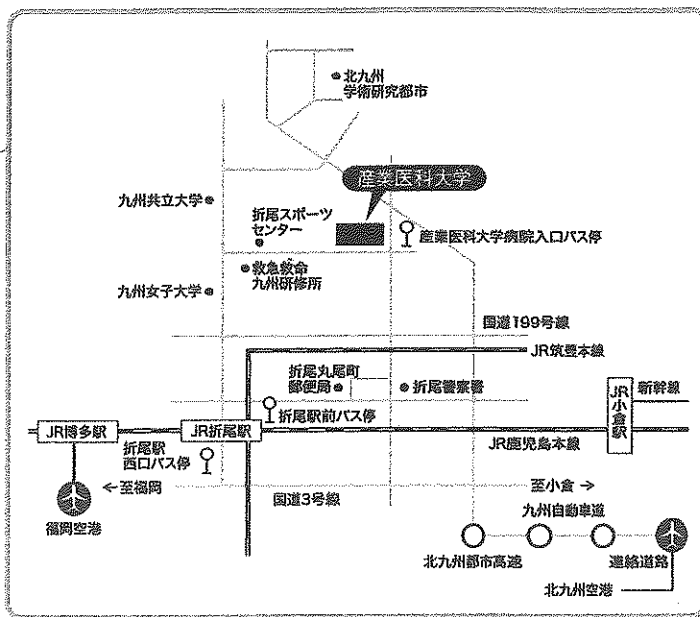 北九州
学術研究都市
産業医科大学
九州共立大学
折尾スポーツ
センター
産業医科大学病院入口バス停
救急救命
九州研修所
九州女子大学
国道199号線
JR筑豊本線
折尾丸尾町
郵便局
折尾警察署
JR小倉駅
新幹線
折尾駅前バス停
JR博多駅
JR折尾駅
JR鹿児島本線
折尾駅
西口バス停
←至福岡
国道3号線
至小倉→
福岡空港
九州自動車道
北九州都市高速
連絡道路
北九州空港